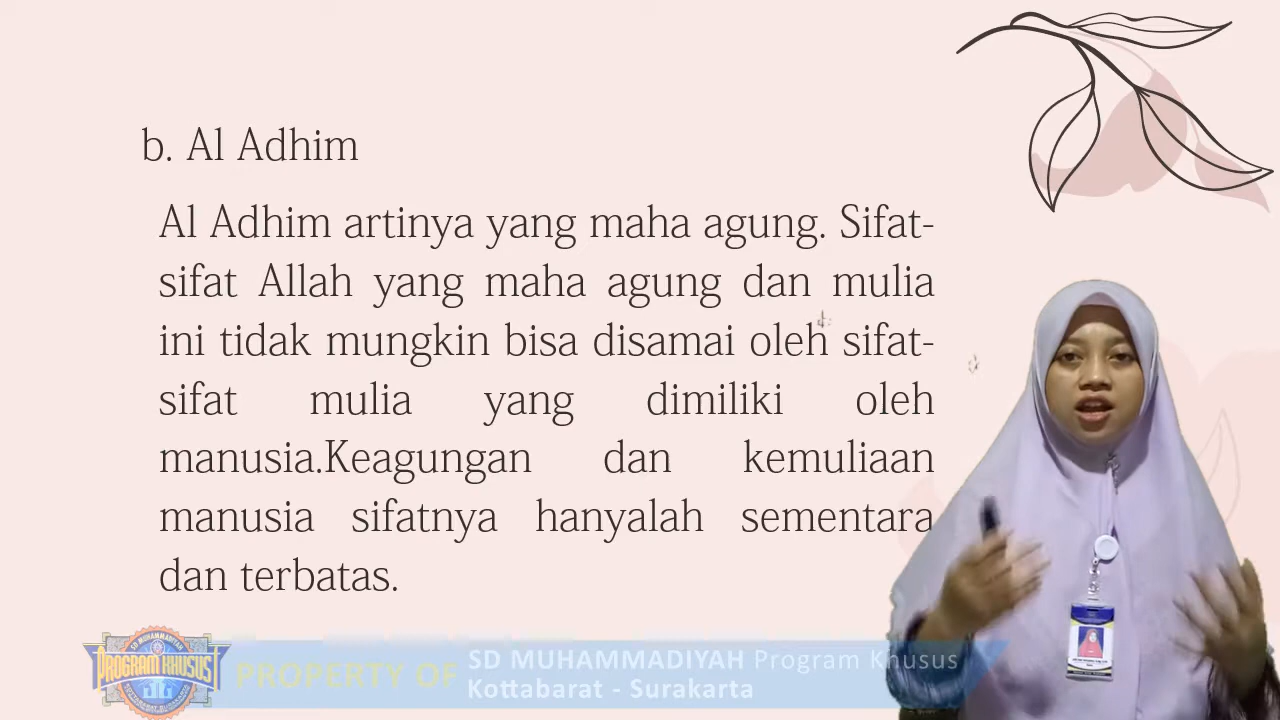 b. Al Adhim
Al Adhim artinya yang maha agung. Sifat-
sifat Allah yang maha agung dan mulia
ini tidak mungkin bisa disamai oleh sifat-
sifat mulia yang dimiliki oleh
manusia.Keagungan dan kemuliaan
manusia sifatnya hanyalah sementara
dan terbatas.
SD MUHAMMADIYAH
PROGRAM KHUSUS
PROPERTY OF
SD MUHAMMADIYAH Program Khusus
Kottabarat - Surakarta